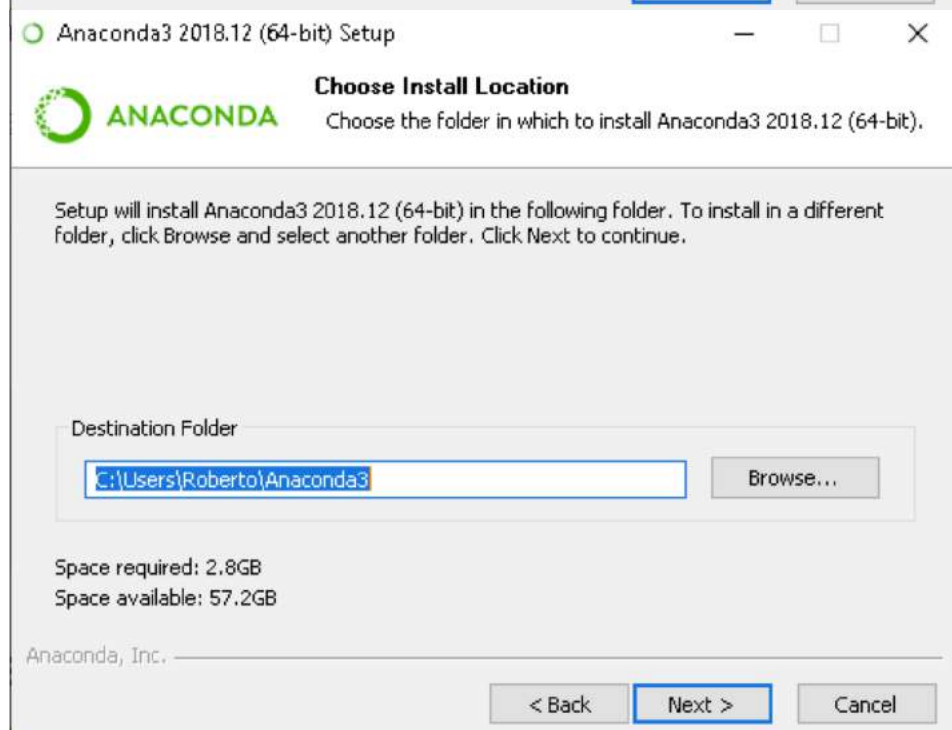 Anaconda3 2018.12 (64-bit) Setup
ANACONDA
Choose Install Location
Choose the folder in which to install Anaconda3 2018.12 (64-bit).
Setup will install Anaconda3 2018.12 (64-bit) in the following folder. To install in a different
folder, click Browse and select another folder. Click Next to continue.
Destination Folder
C:\Users\Roberto\Anaconda3
Browse...
Space required: 2.8GB
Space available: 57.2GB
Anaconda, Inc.
< Back
Next >
Cancel